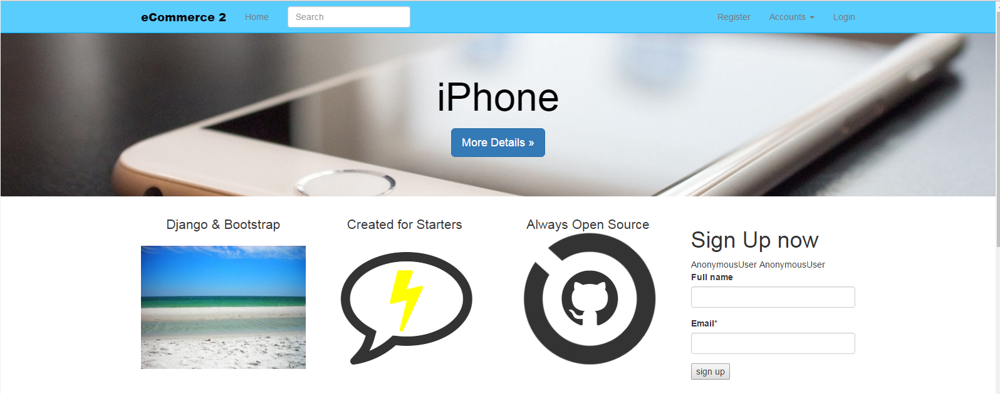 eCommerce 2 Home Search Register Accounts Login
iPhone
More Details »
Django & Bootstrap
Created for Starters
Always Open Source
Sign Up now
AnonymousUser AnonymousUser
Full name
Email*
sign up